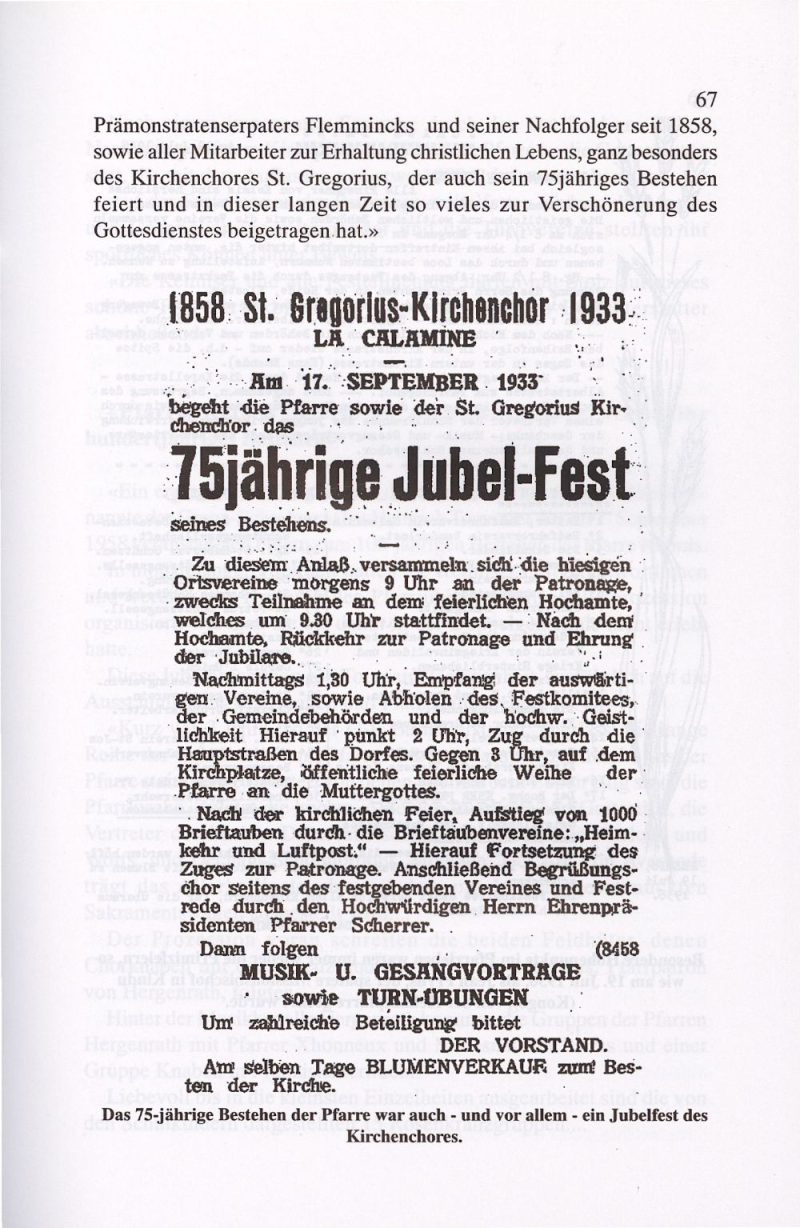 67
Prämonstratenserpaters Flemmincks und seiner Nachfolger seit 1858,
sowie aller Mitarbeiter zur Erhaltung christlichen Lebens, ganz besonders
des Kirchenchores St. Gregorius, der auch sein 75jähriges Bestehen
feiert und in dieser langen Zeit so vieles zur Verschönerung des
Gottesdienstes beigetragen hat.»
1858 St. Gregorius-Kirchenchor 1933
LA CALAMINE
Am 17. SEPTEMBER 1933
begeht die Pfarre sowie der St. Gregorius Kir-
chenchor das
75jährige Jubel-Fest
seines Bestehens.
Zu diesem Anlaß versammeln sich die hiesigen
Ortsvereine morgens 9 Uhr an der Patronage,
zwecks Teilnahme an dem feierlichen Hochamte,
welches um 9.30 Uhr stattfindet. — Nach dem
Hochamte, Rückkehr zur Patronage und Ehrung
der Jubilare.
Nachmittags 1,30 Uhr, Empfang der auswärti-
gen Vereine, sowie Abholen des Festkomitees,
der Gemeindebehörden und der hochw. Geist-
lichkeit Hierauf punkt 2 Uhr, Zug durch die
Hauptstraßen des Dorfes. Gegen 3 Uhr, auf dem
Kirchplatze, öffentliche feierliche Weihe der
Pfarre an die Muttergottes.
Nach der kirchlichen Feier, Aufstieg von 1000
Brieftauben durch die Brieftaubenvereine: „Heim-
kehr und Luftpost.“ — Hierauf Fortsetzung des
Zuges zur Patronage. Anschließend Begrüßungs-
chor seitens des festgebenden Vereines und Fest-
rede durch den Hochwürdigen Herrn Ehrenprä-
sidenten Pfarrer Scherrer.
Dann folgen (8458
MUSIK- U. GESANGVORTRÄGE
sowie TURN-ÜBUNGEN
Um zahlreiche Beteiligung bittet
DER VORSTAND.
Am selben Tage BLUMENVERKAUF zum Bes-
ten der Kirche.
Das 75-jährige Bestehen der Pfarre war auch - und vor allem - ein Jubelfest des
Kirchenchores.